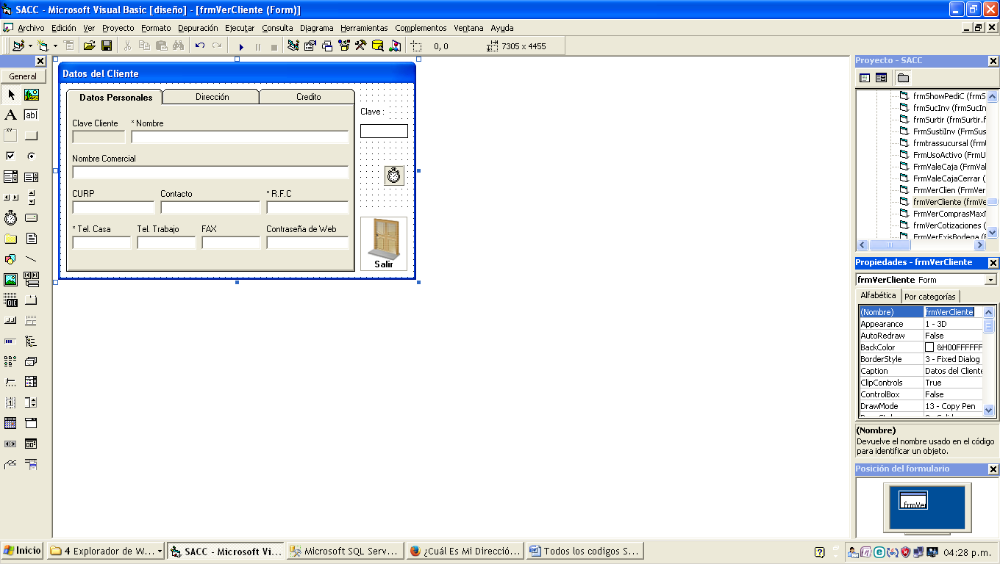 SACC - Microsoft Visual Basic [diseño] - [frmVerCliente (Form)]
Archivo Edición Ver Proyecto Formato Depuración Ejecutar Consulta Diagrama Herramientas Complementos Ventana Ayuda
0, 0 7305 x 4455
General
Datos del Cliente
Datos Personales Dirección Credito
Clave :
Clave Cliente * Nombre
Nombre Comercial
CURP Contacto * R.F.C
* Tel. Casa Tel. Trabajo FAX Contraseña de Web
Salir
Proyecto - SACC
frmShowPediC (frmS
frmSucInv (frmSucIn
frmSurtir (frmSurtir.f
FrmSustiInv (FrmSus
frmtrassucursal (frmt
FrmUsoActivo (FrmU
FrmValeCaja (FrmVal
FrmValeCajaCerrar (
FrmVerClien (FrmVer
frmVerCliente (frmVe
FrmVerComprasMaxM
frmVerCotizaciones (
FrmVerExisBodega (F
Propiedades - frmVerCliente
frmVerCliente Form
Alfabética Por categorías
(Nombre) frmVerCliente
Appearance 1 - 3D
AutoRedraw False
BackColor &H00FFFFFF
BorderStyle 3 - Fixed Dialog
Caption Datos del Cliente
ClipControls True
ControlBox False
DrawMode 13 - Copy Pen
(Nombre)
Devuelve el nombre usado en el código
para identificar un objeto.
Posición del formulario
frmVer
Inicio 4 Explorador de W... SACC - Microsoft Vi... Microsoft SQL Serv... ¿Cuál Es Mi Direcció... Todos los codigos S... 04:28 p.m.